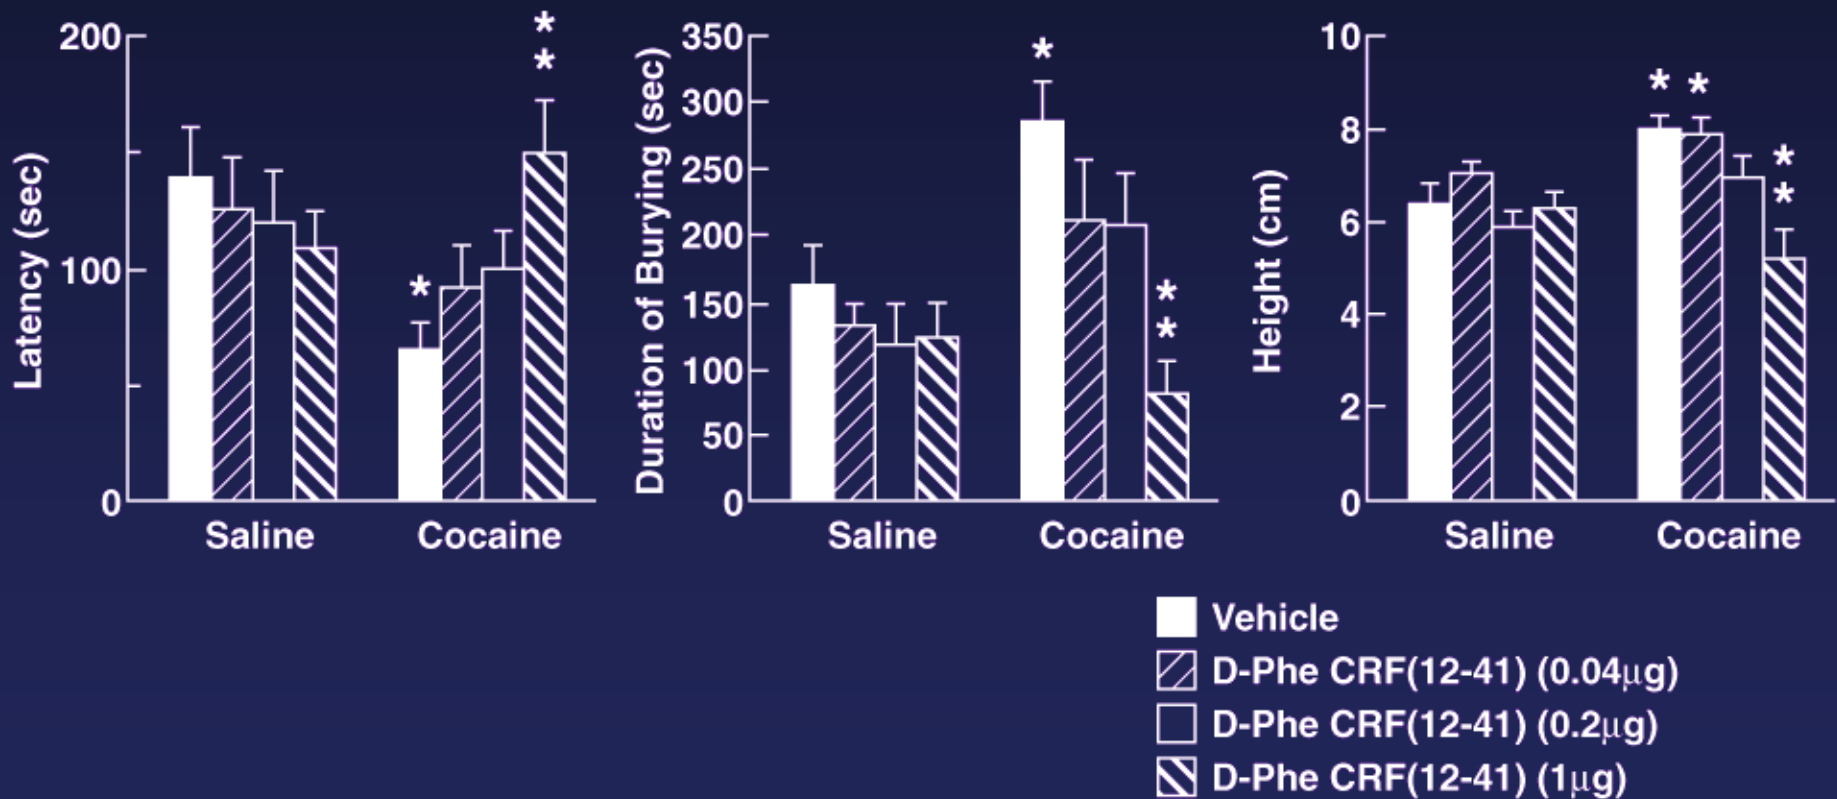 Latency (sec)
200
100
0
*
*
*
Saline Cocaine
Duration of Burying (sec)
350
300
250
200
150
100
50
0
*
*
*
Saline Cocaine
Height (cm)
10
8
6
4
2
0
* *
*
*
Saline Cocaine
Vehicle
D-Phe CRF(12-41) (0.04μg)
D-Phe CRF(12-41) (0.2μg)
D-Phe CRF(12-41) (1μg)